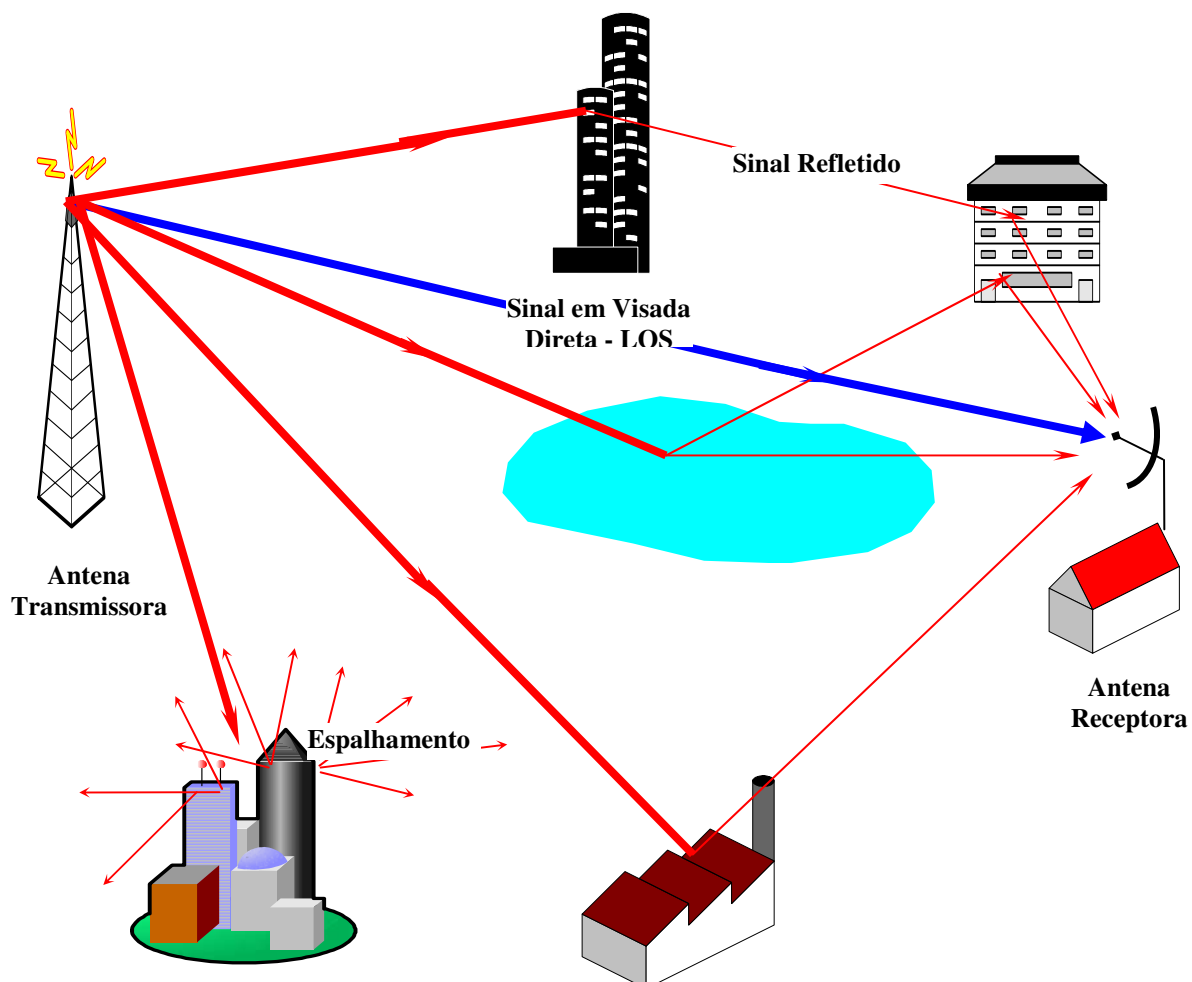 Sinal Refletido
Sinal em Visada
Direta - LOS
Antena
Transmissora
Antena
Receptora
Espalhamento